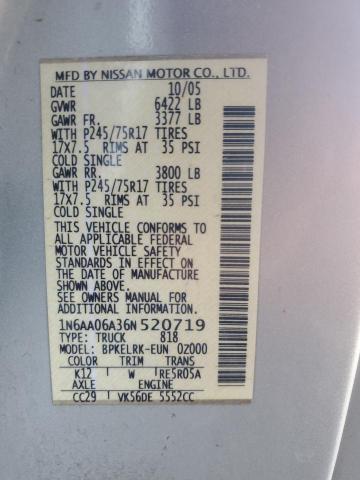 MFD BY NISSAN MOTOR CO., LTD.
DATE 10/05
GVWR 6422 LB
GAWR FR. 3377 LB
WITH P245/75R17 TIRES
17X7.5 RIMS AT 35 PSI
COLD SINGLE
GAWR RR. 3800 LB
WITH P245/75R17 TIRES
17X7.5 RIMS AT 35 PSI
COLD SINGLE
THIS VEHICLE CONFORMS TO
ALL APPLICABLE FEDERAL
MOTOR VEHICLE SAFETY
STANDARDS IN EFFECT ON
THE DATE OF MANUFACTURE
SHOWN ABOVE.
SEE OWNERS MANUAL FOR
ADDITIONAL INFORMATION.
1N6AA06A36N520719
TYPE: TRUCK 818
MODEL: BPKELRK-EUN 0Z000
COLOR TRIM TRANS
K12 W RE5R05A
AXLE ENGINE
CC29 VK56DE 5552CC